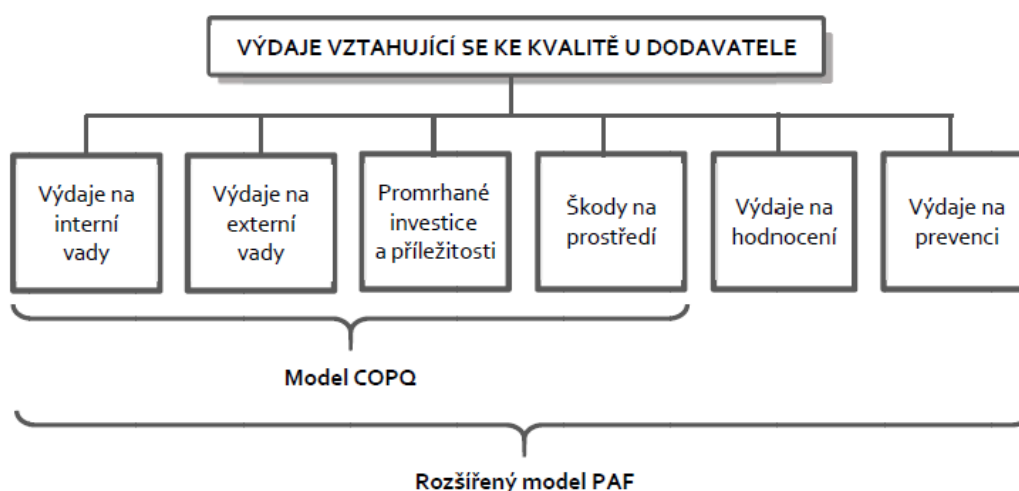 VÝDAJE VZTAHUJÍCÍ SE KE KVALITĚ U DODAVATELE
Výdaje na
interní
vady
Výdaje na
externí
vady
Promrhané
investice
a příležitosti
Škody na
prostředí
Výdaje na
hodnocení
Výdaje na
prevenci
Model COPQ
Rozšířený model PAF